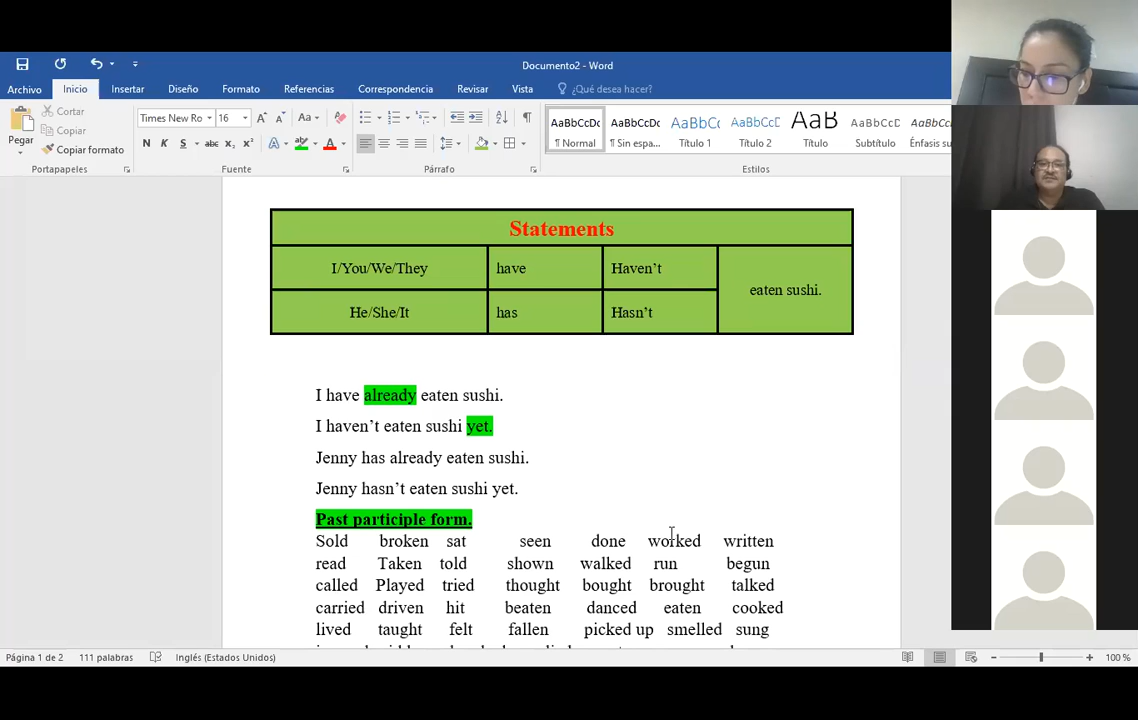 Documento2 - Word
Archivo Inicio Insertar Diseño Formato Referencias Correspondencia Revisar Vista ¿Qué desea hacer?
Pegar
Cortar
Copiar
Copiar formato
Times New Ro 16 Aa
N K S abc x₂ x² A A
AaBbCcDc AaBbCcDc AaBbCc AaBbCcD AaB AaBbCcD AaBbCcD
¶ Normal ¶ Sin espa... Título 1 Título 2 Título Subtítulo Énfasis su
Portapapeles Fuente Párrafo Estilos
Statements
I/You/We/They have Haven't eaten sushi.
He/She/It has Hasn't
I have already eaten sushi.
I haven't eaten sushi yet.
Jenny has already eaten sushi.
Jenny hasn't eaten sushi yet.
Past participle form.
Sold broken sat seen done worked written
read Taken told shown walked run begun
called Played tried thought bought brought talked
carried driven hit beaten danced eaten cooked
lived taught felt fallen picked up smelled sung
Página 1 de 2 111 palabras Inglés (Estados Unidos) 100 %